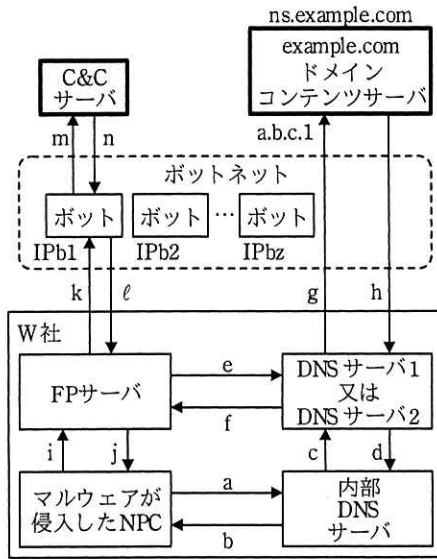 ns.example.com
example.com
ドメイン
コンテンツサーバ
C&C
サーバ
m
n
a.b.c.1
ボットネット
ボット
ボット
…
ボット
IPb1
IPb2
IPbz
k
ℓ
g
h
W社
FPサーバ
e
f
DNSサーバ1
又は
DNSサーバ2
i
j
c
d
マルウェアが
侵入したNPC
a
b
内部
DNS
サーバ